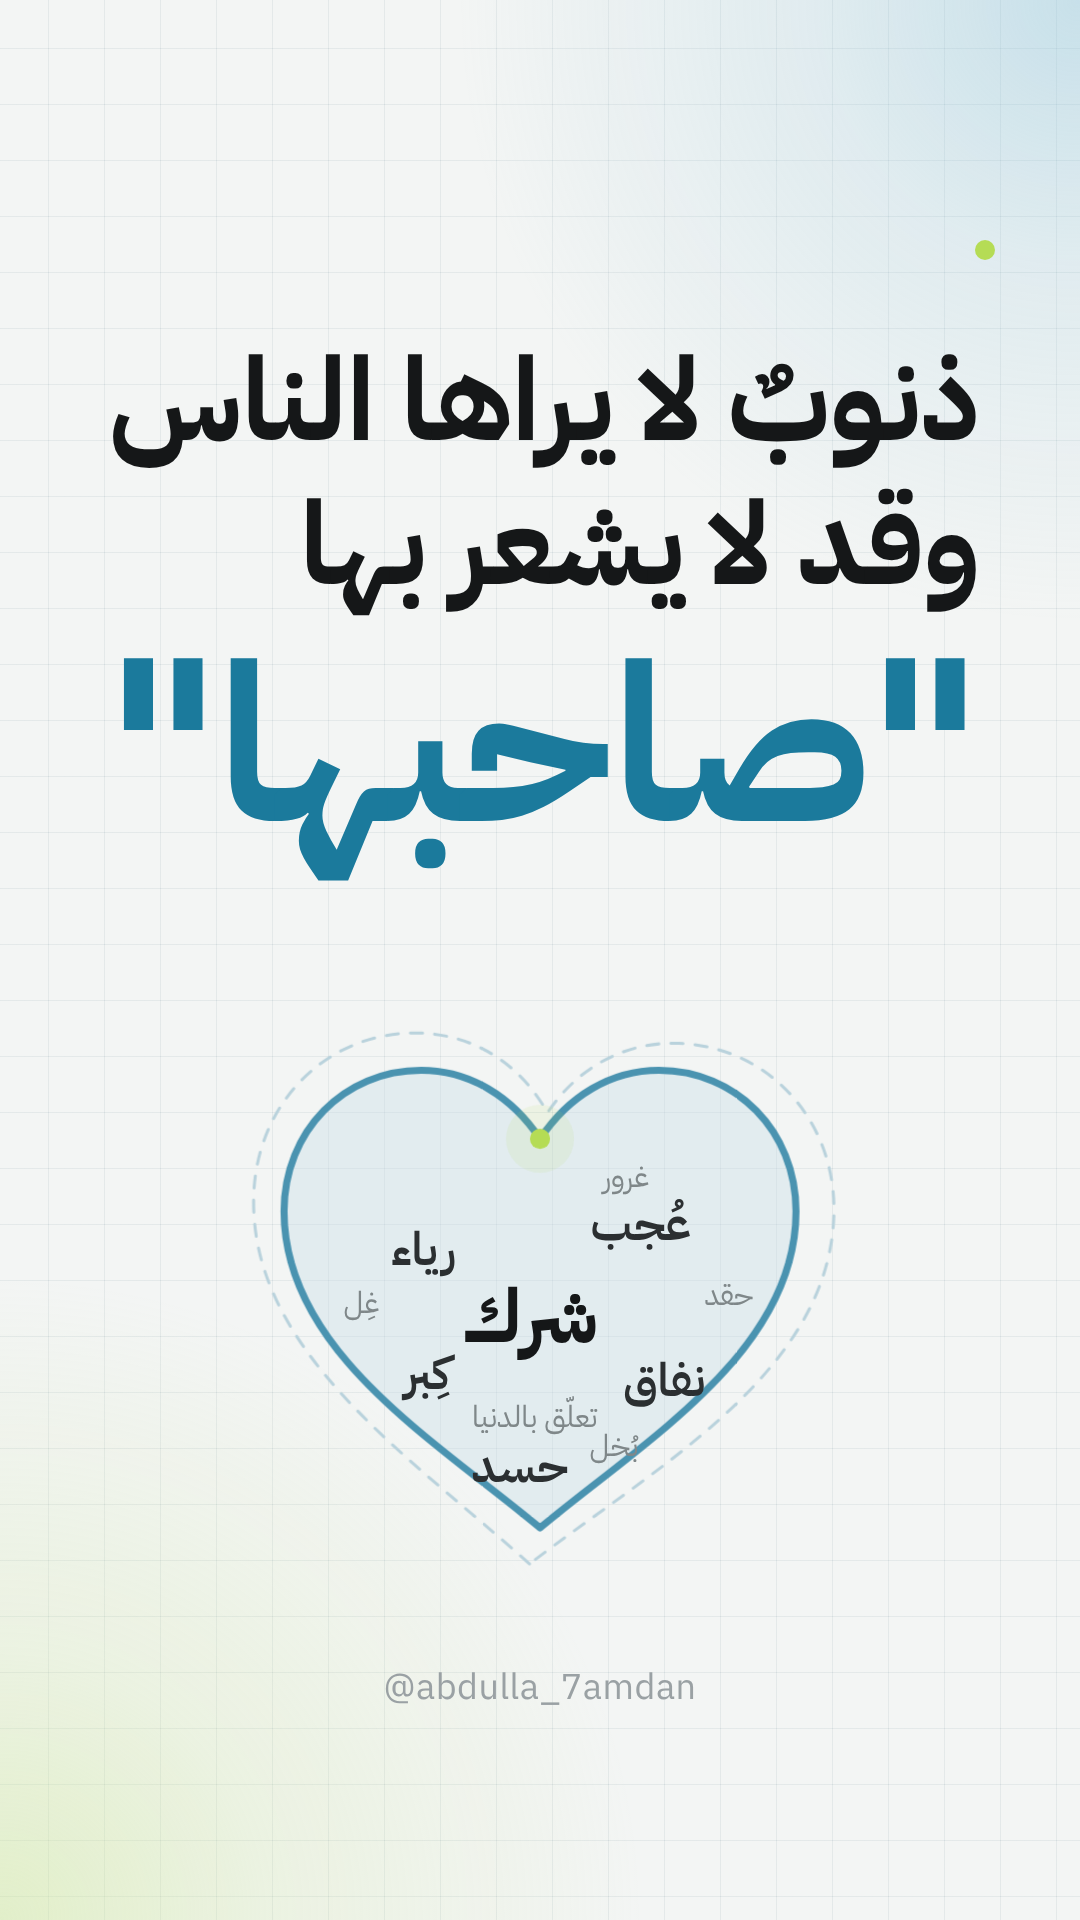 ذنوبٌ لا يراها الناس
وقد لا يشعر بها
"صاحبها"
غرور
عُجب
رياء
حقد
غِل
شرك
نفاق
كِبر
تعلّق بالدنيا
بُخل
حسد
@abdulla_7amdan